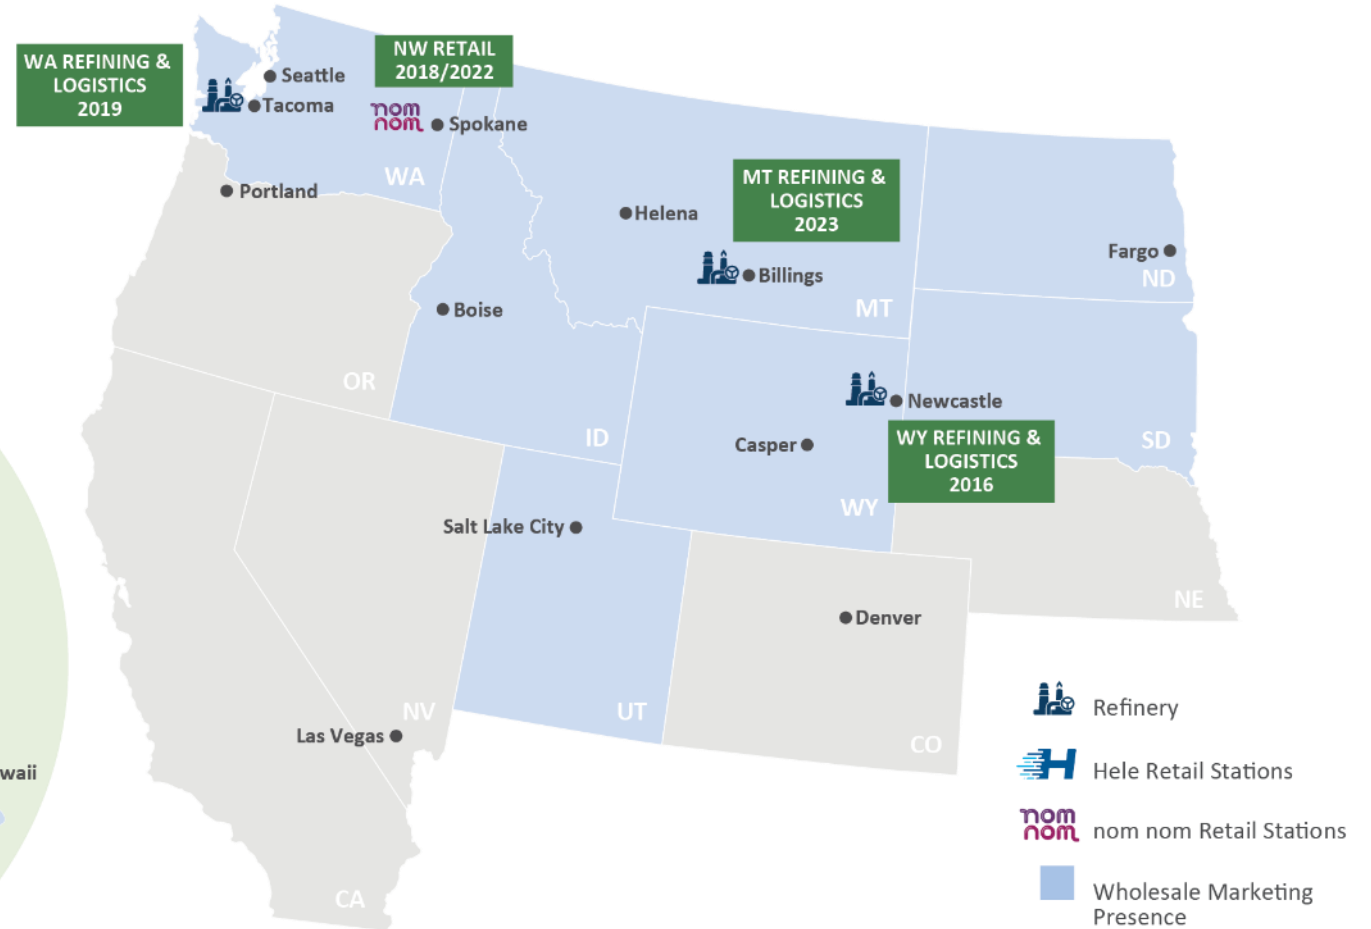 WA REFINING &
LOGISTICS
2019
NW RETAIL
2018/2022
Seattle
Tacoma
nom
nom
Spokane
WA
Portland
MT REFINING &
LOGISTICS
2023
Helena
Billings
Fargo
ND
MT
Boise
OR
ID
Newcastle
Casper
WY REFINING &
LOGISTICS
2016
SD
WY
Salt Lake City
NE
Denver
NV
UT
CO
Las Vegas
waii
CA
Refinery
H
Hele Retail Stations
nom
nom
nom nom Retail Stations
Wholesale Marketing
Presence